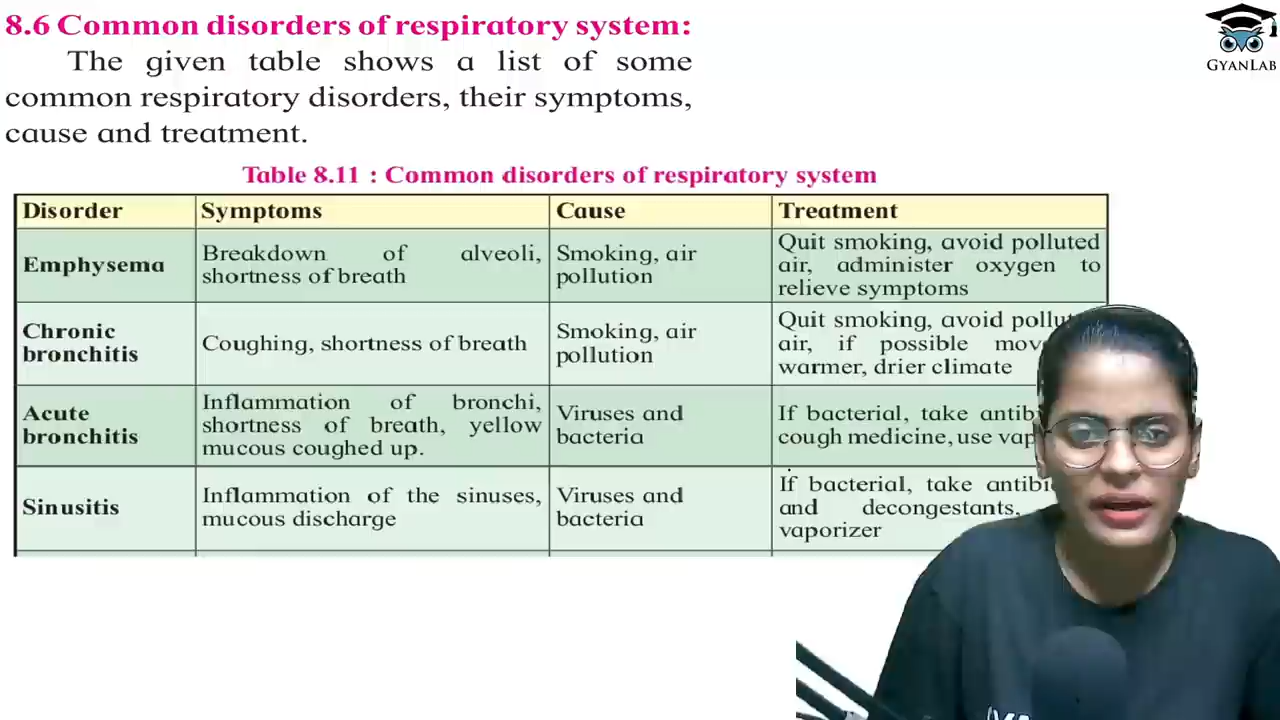 8.6 Common disorders of respiratory system:
The given table shows a list of some
common respiratory disorders, their symptoms,
cause and treatment.
GYANLAB
Table 8.11 : Common disorders of respiratory system
Disorder Symptoms Cause Treatment
Emphysema
Breakdown of alveoli,
shortness of breath
Smoking, air
pollution
Quit smoking, avoid polluted
air, administer oxygen to
relieve symptoms
Chronic
bronchitis
Coughing, shortness of breath
Smoking, air
pollution
Quit smoking, avoid
air, if possible
warmer, drier climate
Acute
bronchitis
Inflammation of bronchi,
shortness of breath, yellow
mucous coughed up.
Viruses and
bacteria
If bacterial, take
cough medicine, use
Sinusitis
Inflammation of the sinuses,
mucous discharge
Viruses and
bacteria
If bacterial, take
and decongestants,
vaporizer